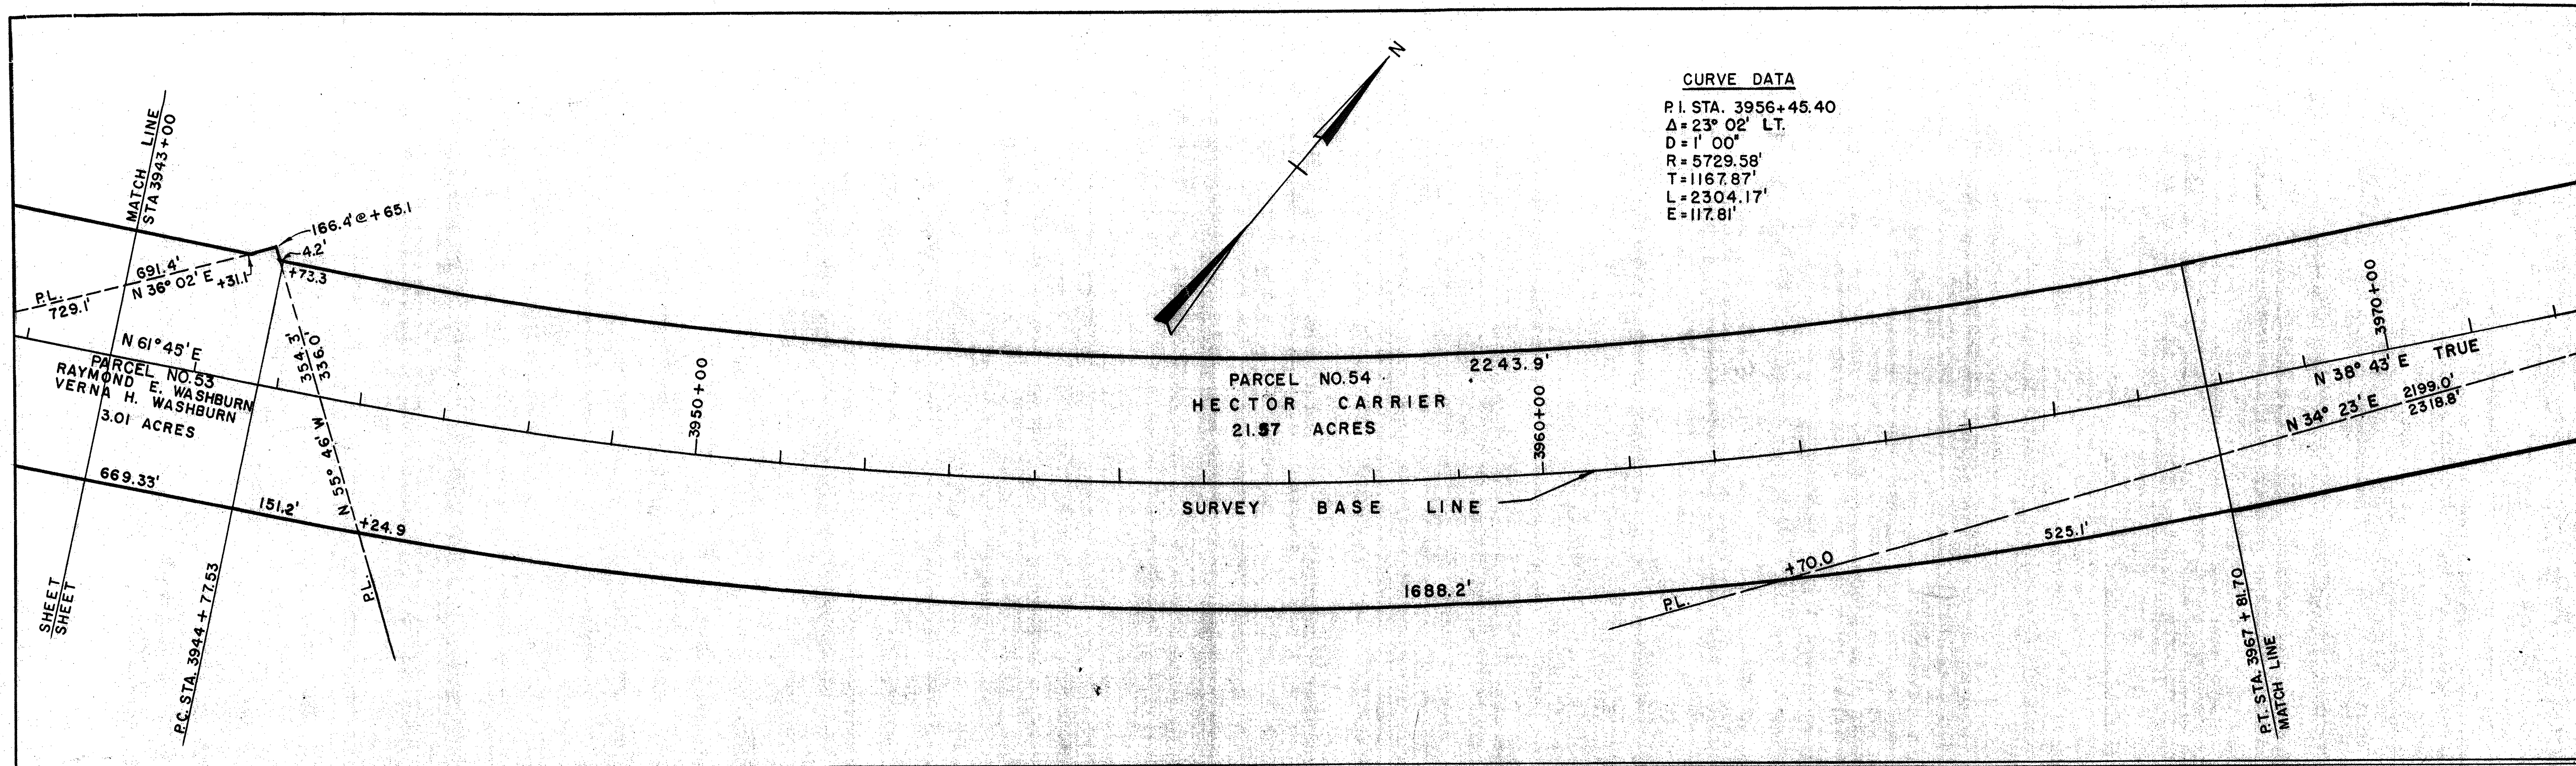 N
CURVE DATA
P.I. STA. 3956+45.40
Δ = 23° 02' LT.
D = 1' 00"
R = 5729.58'
T = 1167.87'
L = 2304.17'
E = 117.81'
MATCH LINE
STA 3943+00
166.4' @ + 65.1
4.2'
+73.3
691.4'
N 36° 02' E
+31.1
P.L.
729.1'
N 61° 45' E
PARCEL NO. 53
RAYMOND E. WASHBURN
VERNA H. WASHBURN
3.01 ACRES
354.3'
336.0'
N 55° 46' W
P.L.
669.33'
151.2'
+24.9
SHEET
SHEET
P.C. STA. 3944 + 77.53
3950+00
PARCEL NO. 54
HECTOR CARRIER
21.57 ACRES
2243.9'
3960+00
SURVEY BASE LINE
1688.2'
P.L.
+70.0
525.1'
3970+00
N 38° 43' E TRUE
N 34° 23' E
2199.0'
2318.8'
P.T. STA. 3967 + 81.70
MATCH LINE